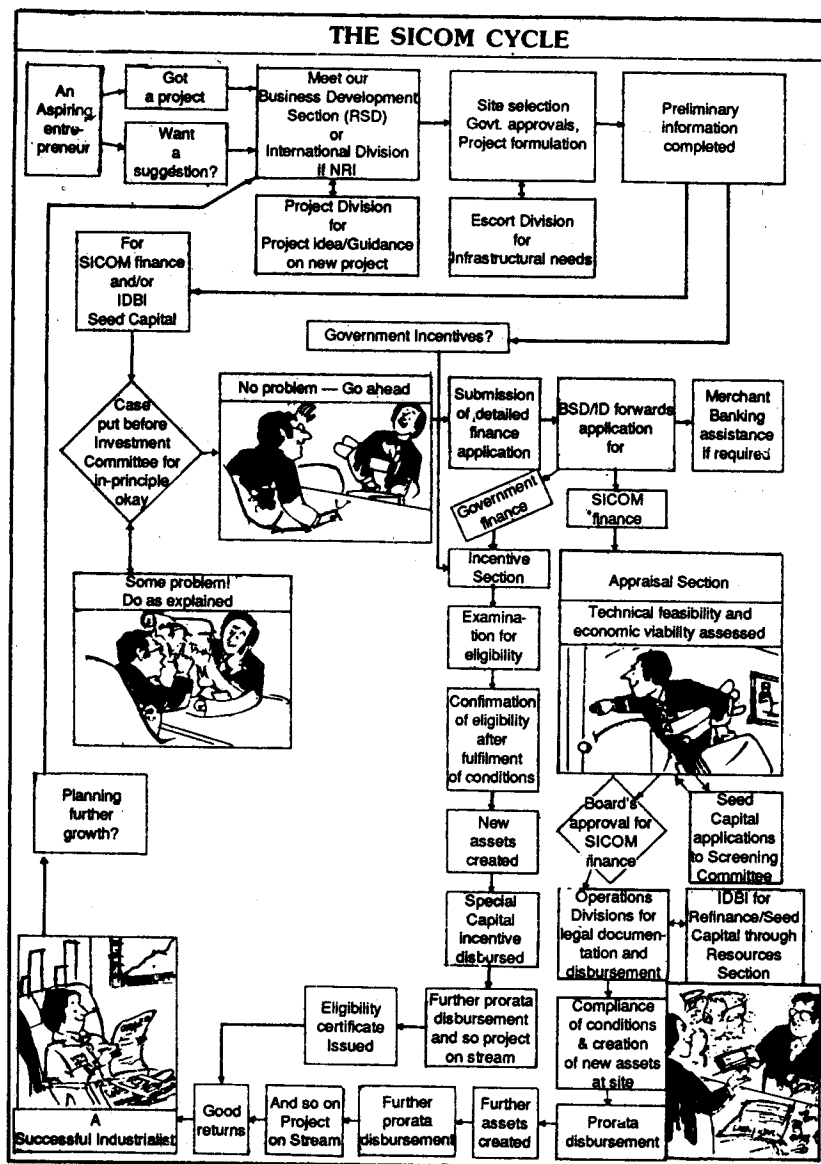 THE SICOM CYCLE
An
Aspiring
entre-
preneur
Got
a project
Want
a
suggestion?
Meet our
Business Development
Section (RSD)
or
International Division
if NRI
Site selection
Govt. approvals,
Project formulation
Preliminary
information
completed
Project Division
for
Project idea/Guidance
on new project
Escort Division
for
Infrastructural needs
For
SICOM finance
and/or
IDBI
Seed Capital
Government Incentives?
Case
put before
Investment
Committee for
in-principle
okay
No problem — Go ahead
Submission
of detailed
finance
application
BSD/ID forwards
application
for
Merchant
Banking
assistance
if required
Government
finance
SICOM
finance
Some problem!
Do as explained
Incentive
Section
Appraisal Section
Technical feasibility and
economic viability assessed
Examina-
tion for
eligibility
Confirmation
of eligibility
after
fulfilment
of conditions
Planning
further
growth?
New
assets
created
Board's
approval for
SICOM
finance
Seed
Capital
applications
to Screening
Committee
Special
Capital
incentive
disbursed
Operations
Divisions for
legal documen-
tation and
disbursement
IDBI for
Refinance/Seed
Capital through
Resources
Section
Eligibility
certificate
Issued
Further prorata
disbursement
and so project
on stream
Compliance
of conditions
& creation
of new assets
at site
A
Successful Industrialist
Good
returns
And so on
Project
on Stream
Further
prorata
disbursement
Further
assets
created
Prorata
disbursement